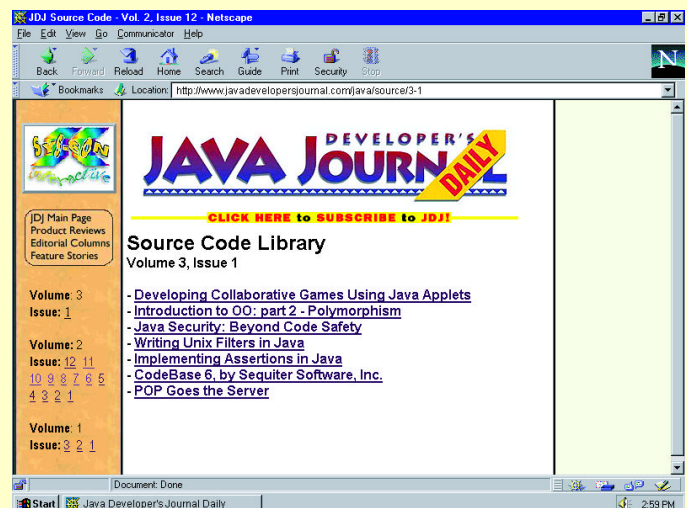 JDJ Source Code - Vol. 2, Issue 12 - Netscape
File Edit View Go Communicator Help
Back Forward Reload Home Search Guide Print Security Stop
N
Bookmarks Location: http://www.javadevelopersjournal.com/java/source/3-1
SYS-CON
Interactive
JDJ Main Page
Product Reviews
Editorial Columns
Feature Stories
Volume: 3
Issue: 1
Volume: 2
Issue: 12 11
10 9 8 7 6 5
4 3 2 1
Volume: 1
Issue: 3 2 1
DEVELOPER'S
JAVA JOURNAL
DAILY
CLICK HERE to SUBSCRIBE to JDJ!
Source Code Library
Volume 3, Issue 1
- Developing Collaborative Games Using Java Applets
- Introduction to OO: part 2 - Polymorphism
- Java Security: Beyond Code Safety
- Writing Unix Filters in Java
- Implementing Assertions in Java
- CodeBase 6, by Sequiter Software, Inc.
- POP Goes the Server
Document: Done
Start Java Developer's Journal Daily 2:59 PM